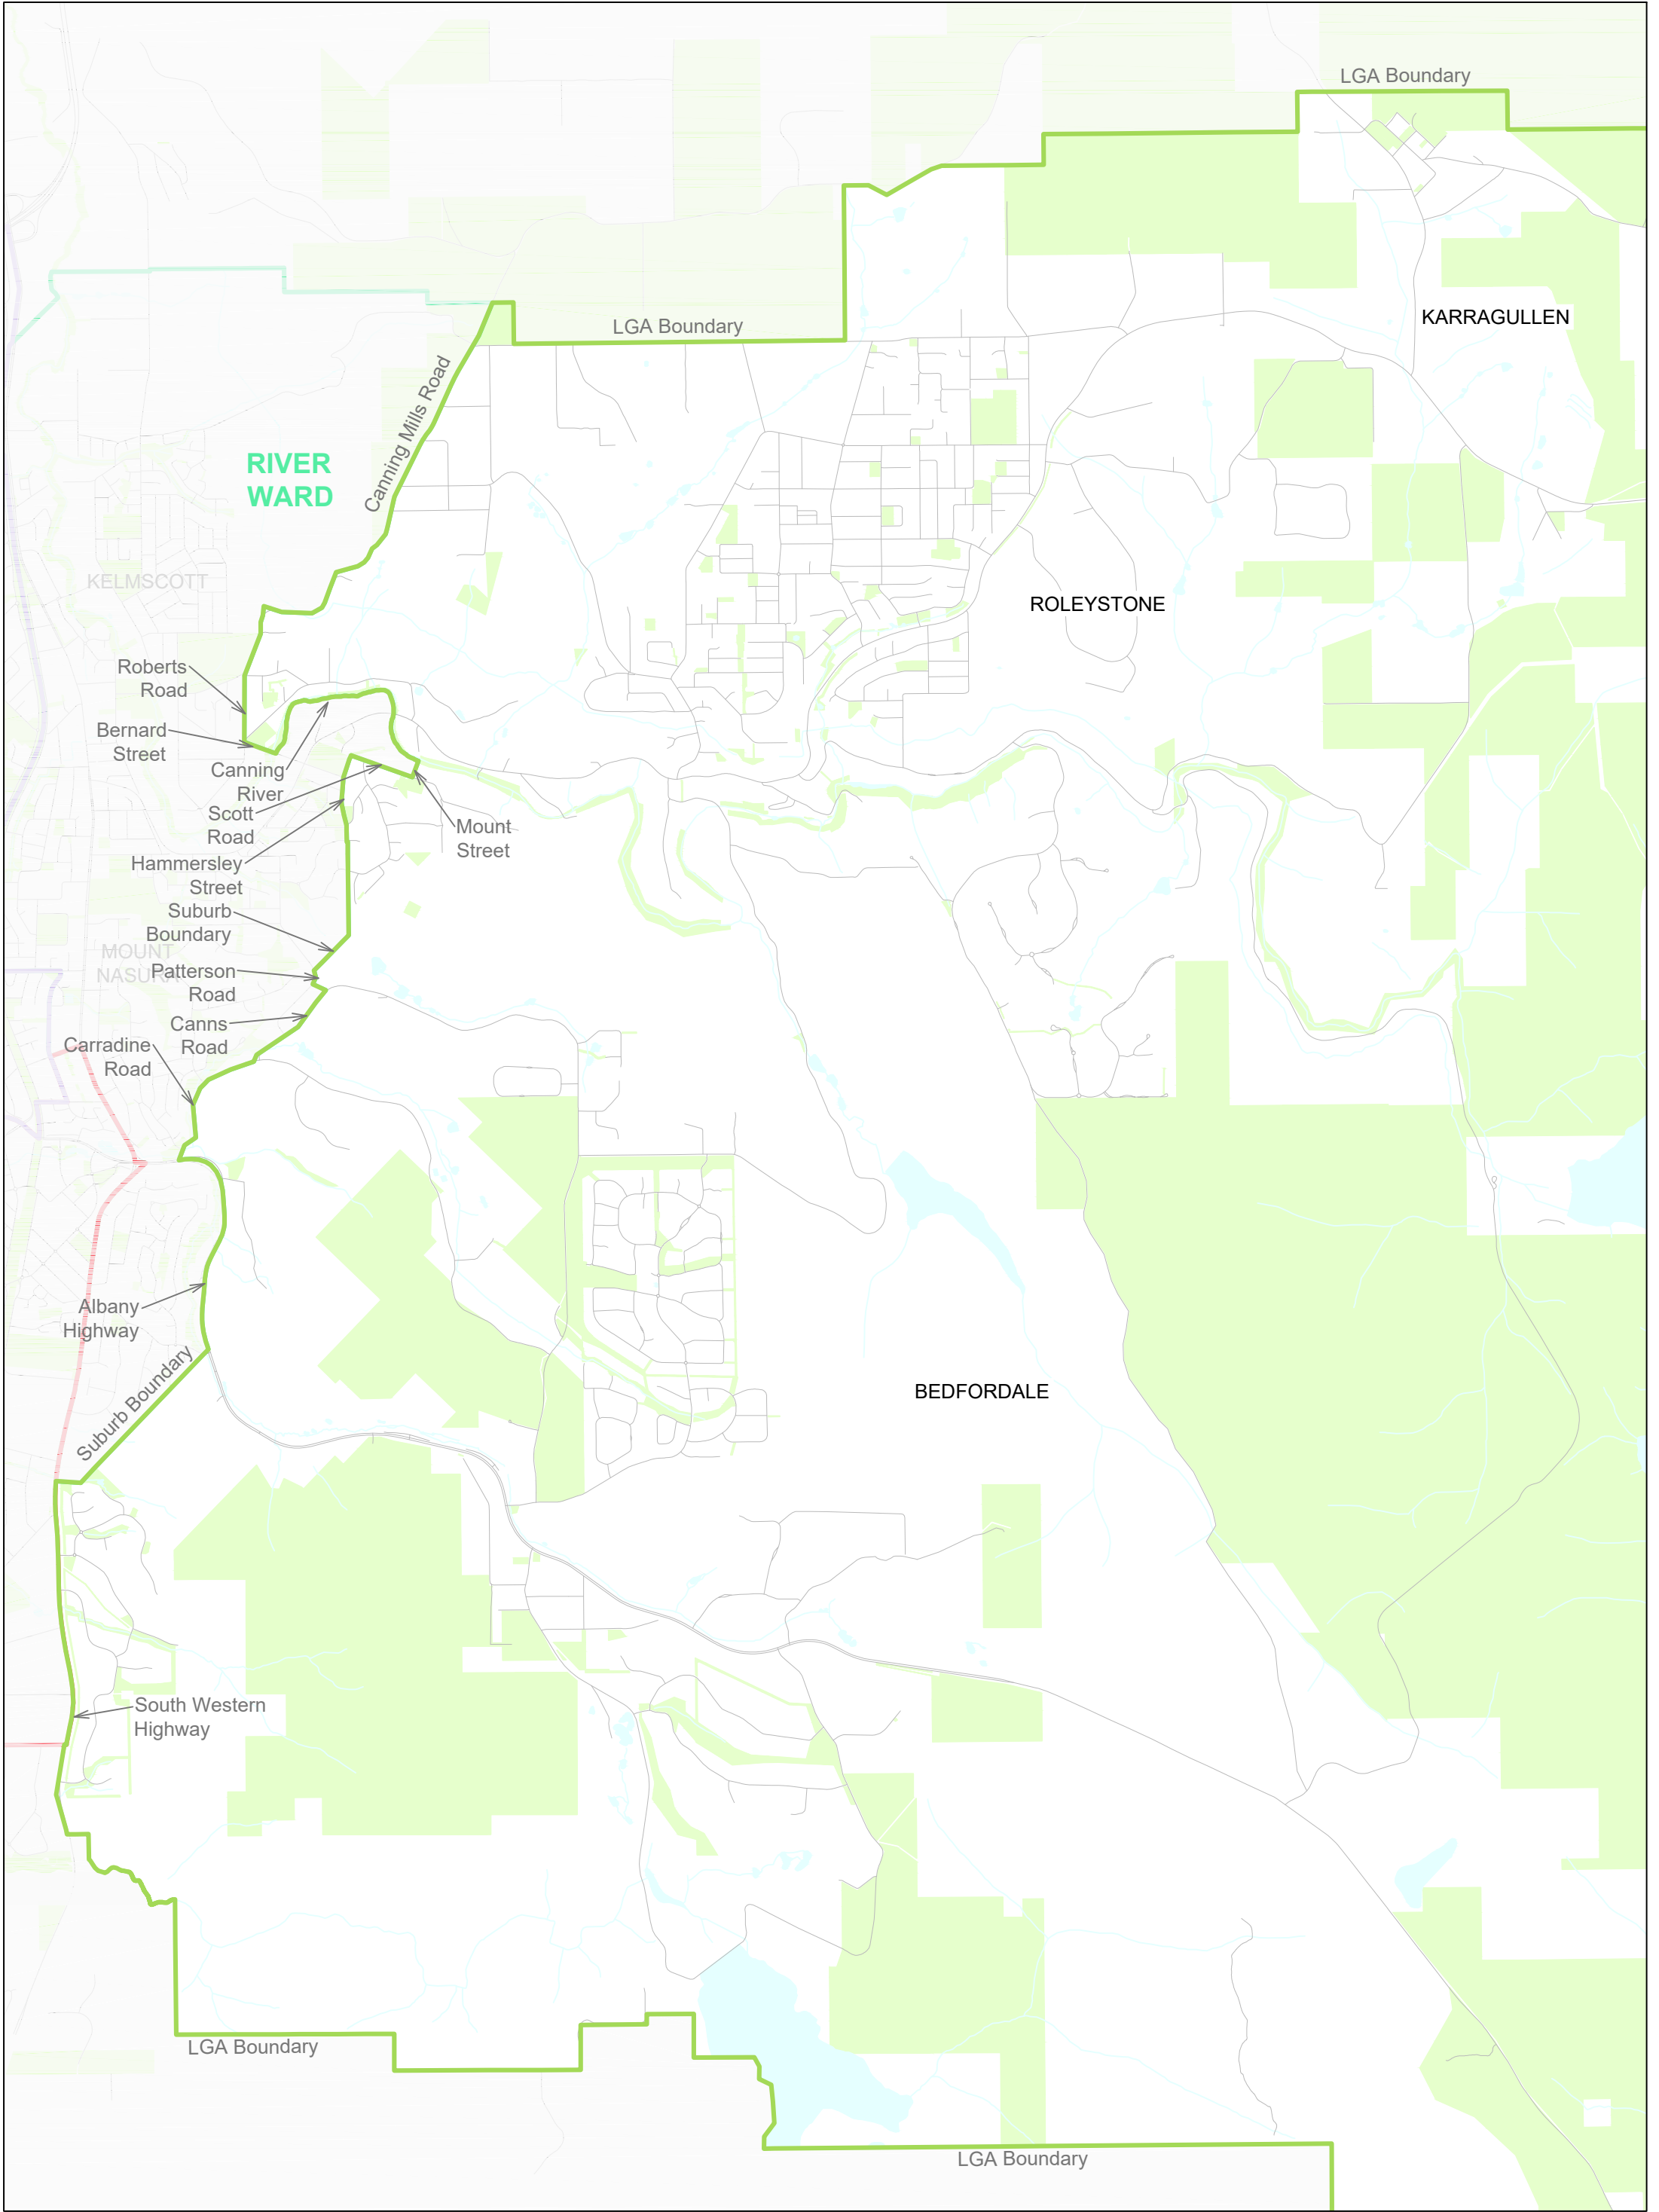 LGA Boundary
KARRAGULLEN
LGA Boundary
Canning Mills Road
RIVER
WARD
KELMSCOTT
ROLEYSTONE
Roberts
Road
Bernard
Street
Canning
River
Scott
Road
Mount
Street
Hammersley
Street
Suburb
Boundary
MOUNT
NASURA
Patterson
Road
Canns
Road
Carradine
Road
Albany
Highway
Suburb Boundary
BEDFORDALE
South Western
Highway
LGA Boundary
LGA Boundary